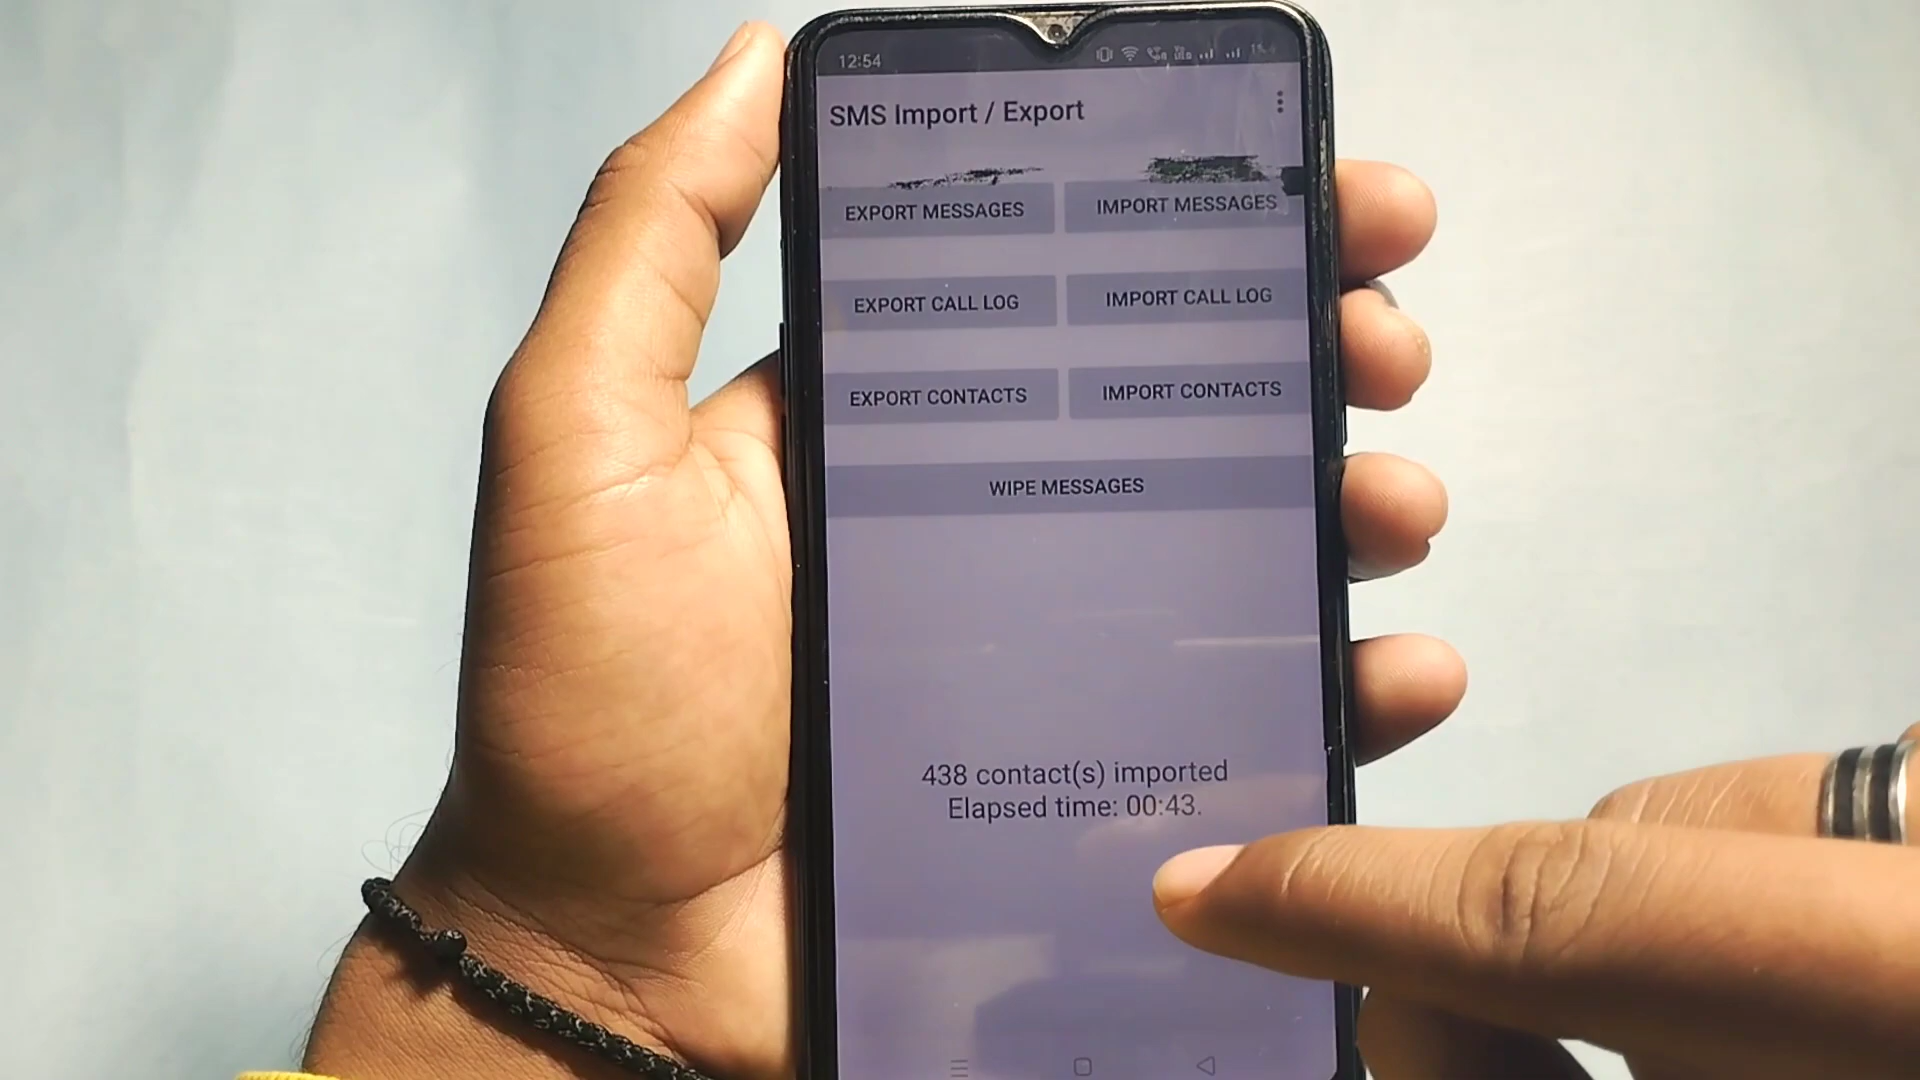 12:54
SMS Import / Export
EXPORT MESSAGES
IMPORT MESSAGES
EXPORT CALL LOG
IMPORT CALL LOG
EXPORT CONTACTS
IMPORT CONTACTS
WIPE MESSAGES
438 contact(s) imported
Elapsed time: 00:43.